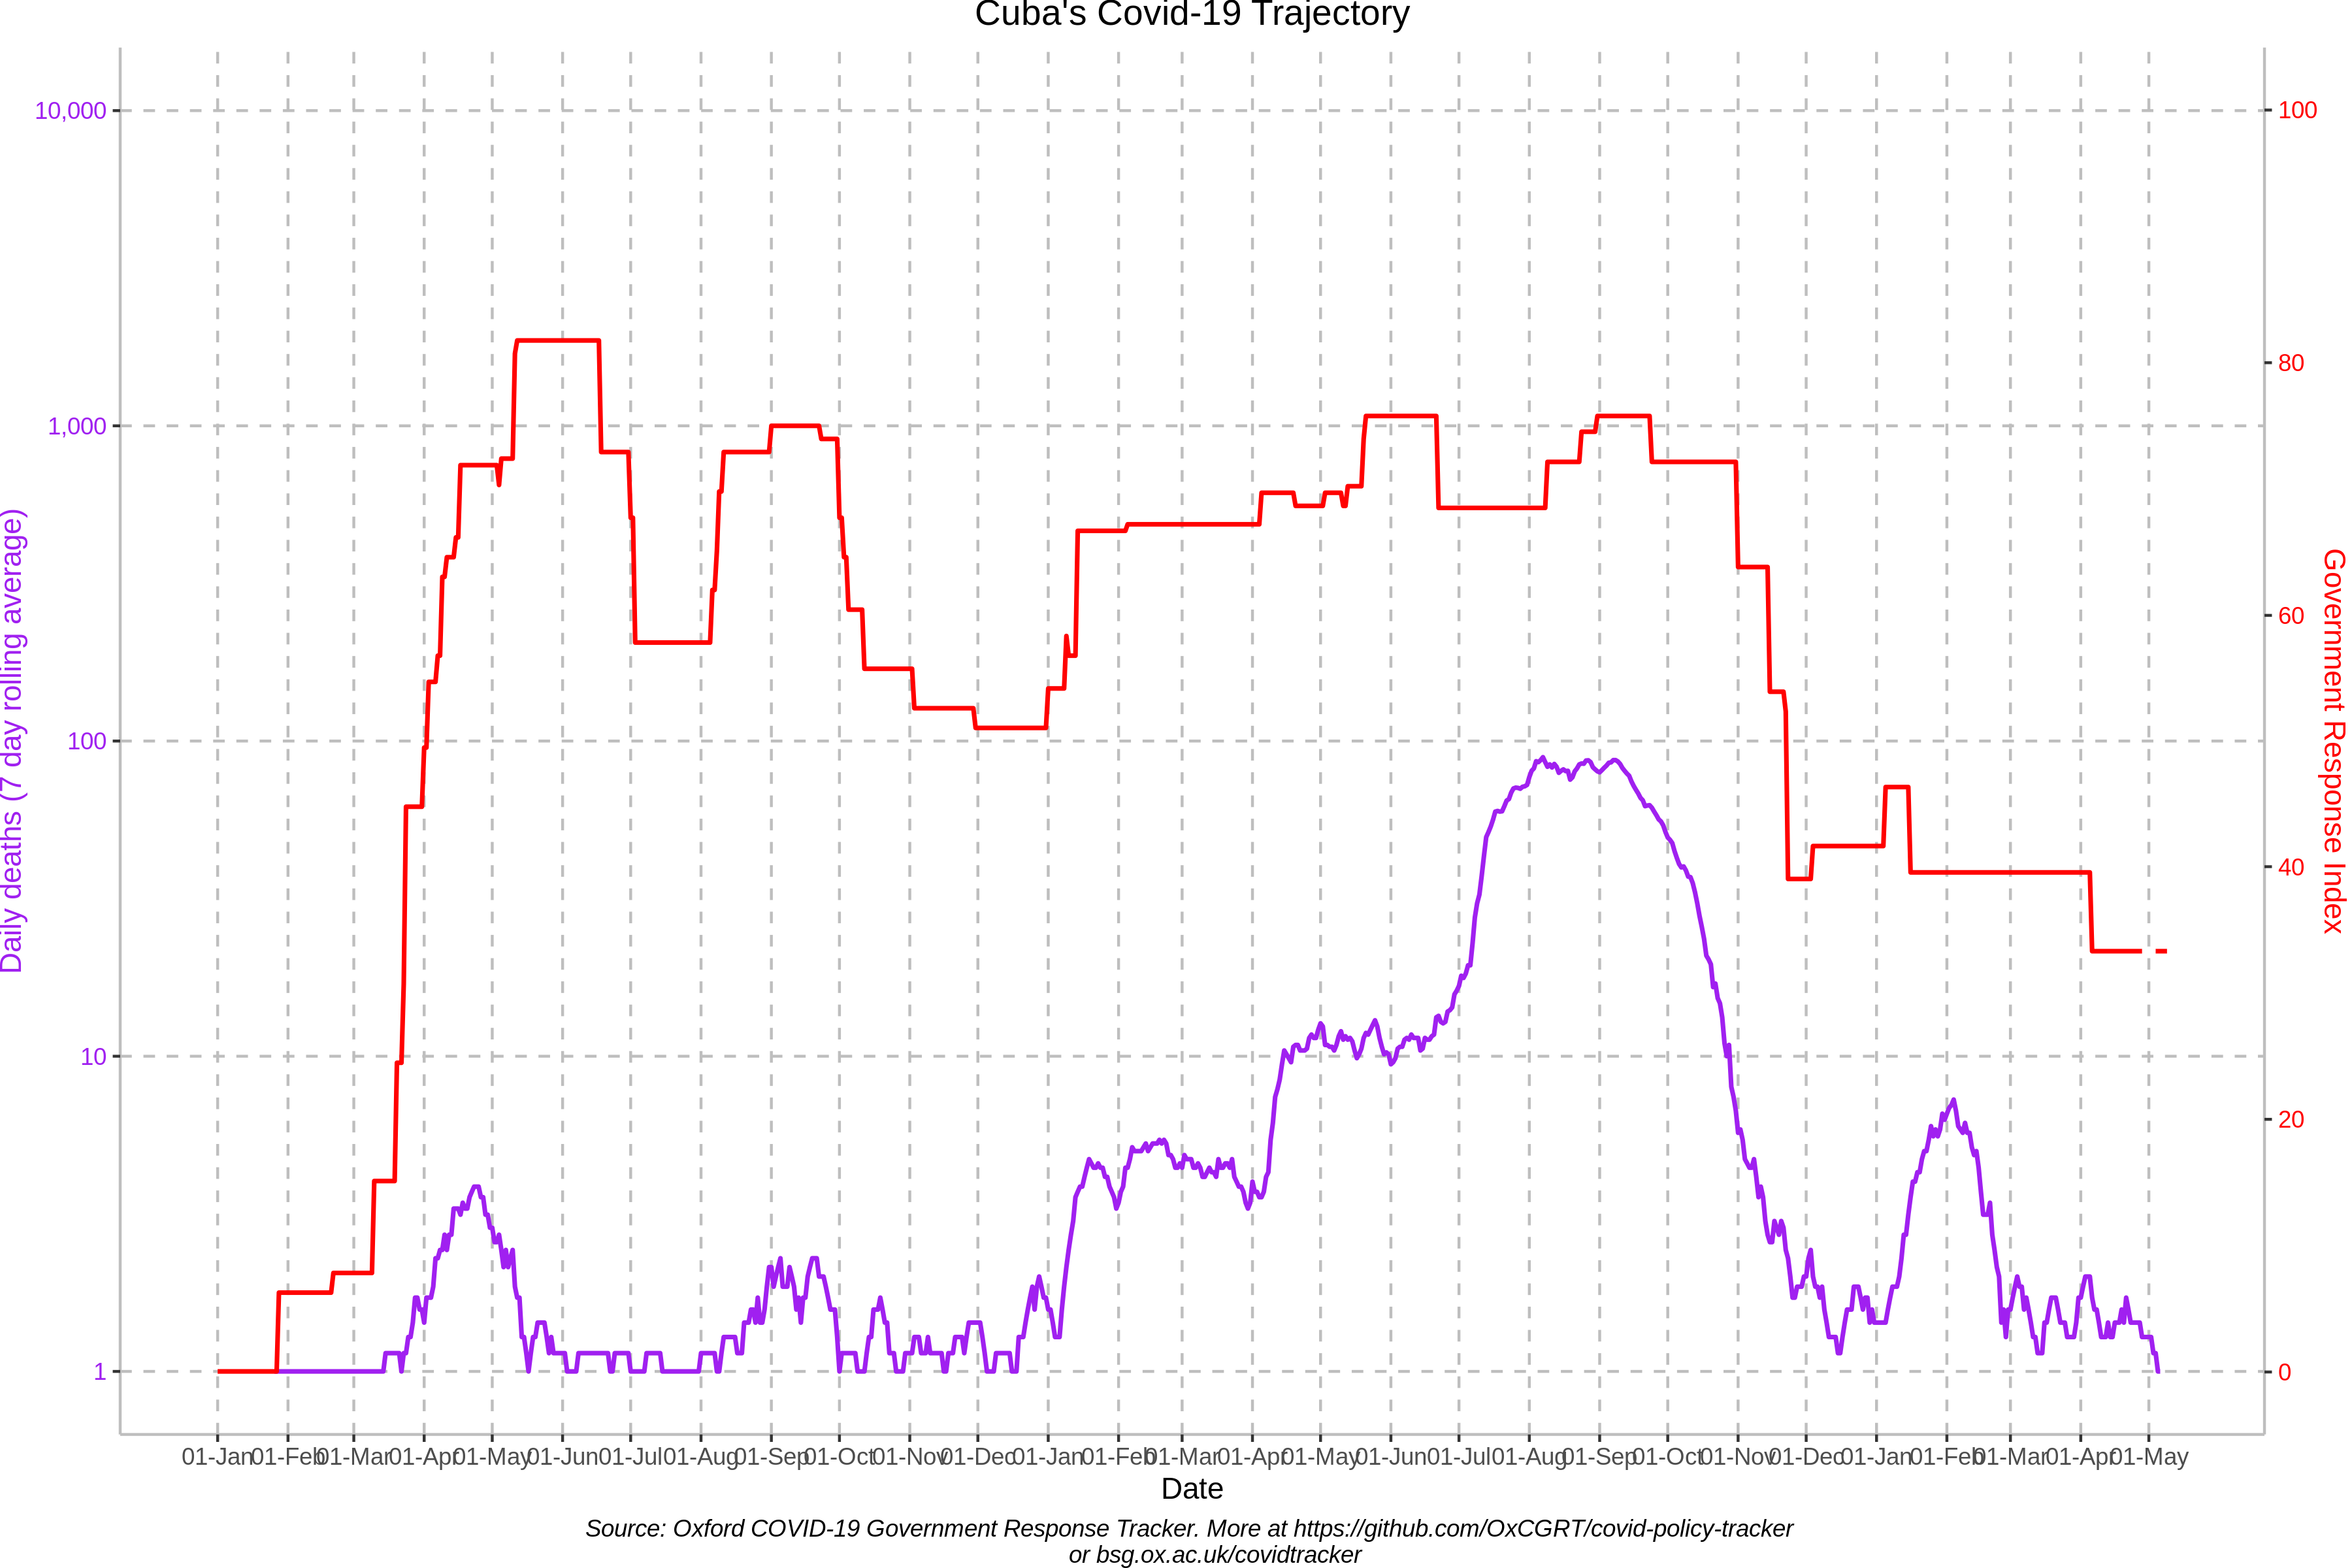 Cuba's Covid-19 Trajectory
10,000
1,000
100
10
1
Daily deaths (7 day rolling average)
100
80
60
40
20
0
Government Response Index
01-Jan 01-Feb 01-Mar 01-Apr 01-May 01-Jun 01-Jul 01-Aug 01-Sep 01-Oct 01-Nov 01-Dec 01-Jan 01-Feb 01-Mar 01-Apr 01-May 01-Jun 01-Jul 01-Aug 01-Sep 01-Oct 01-Nov 01-Dec 01-Jan 01-Feb 01-Mar 01-Apr 01-May
Date
Source: Oxford COVID-19 Government Response Tracker. More at https://github.com/OxCGRT/covid-policy-tracker
or bsg.ox.ac.uk/covidtracker